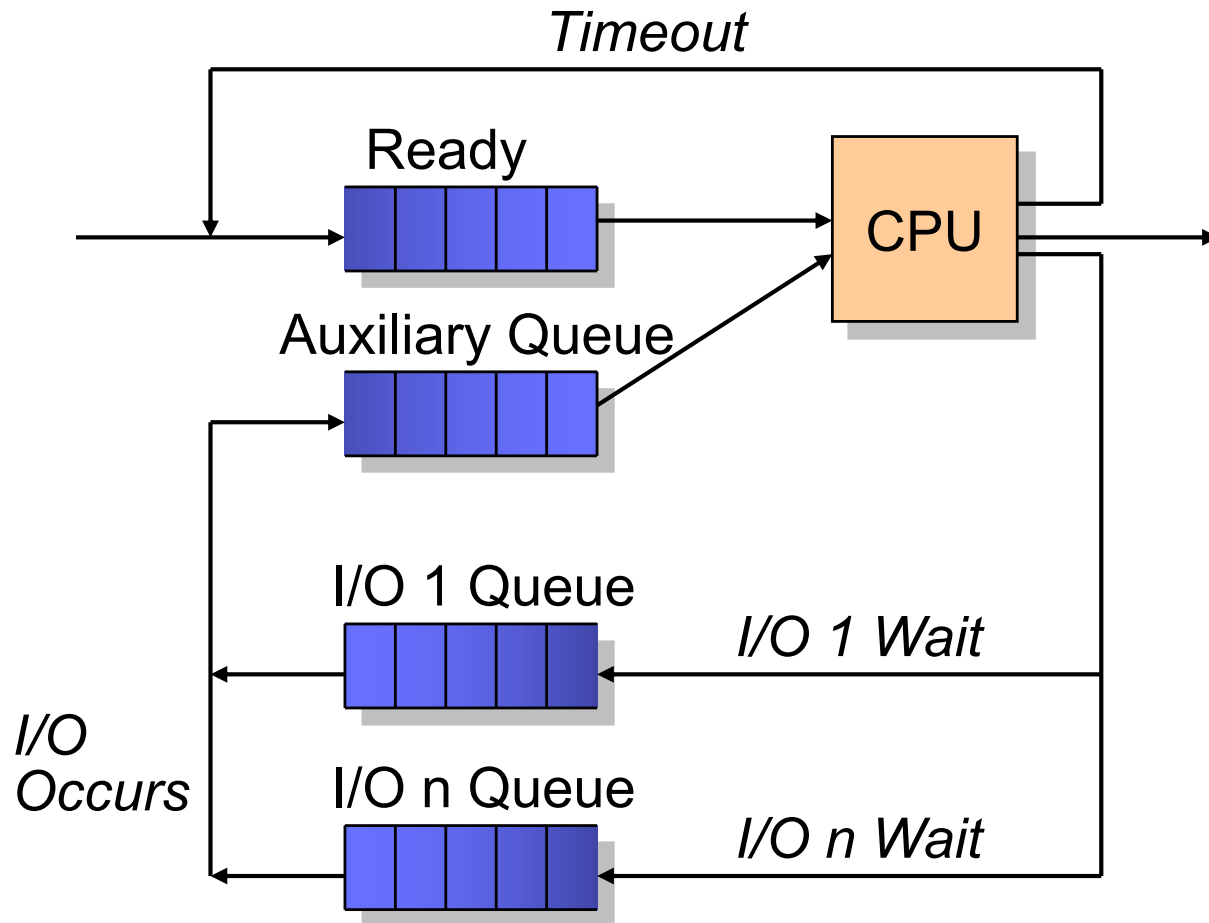 Timeout
Ready
CPU
Auxiliary Queue
I/O 1 Queue
I/O 1 Wait
I/O
Occurs
I/O n Queue
I/O n Wait